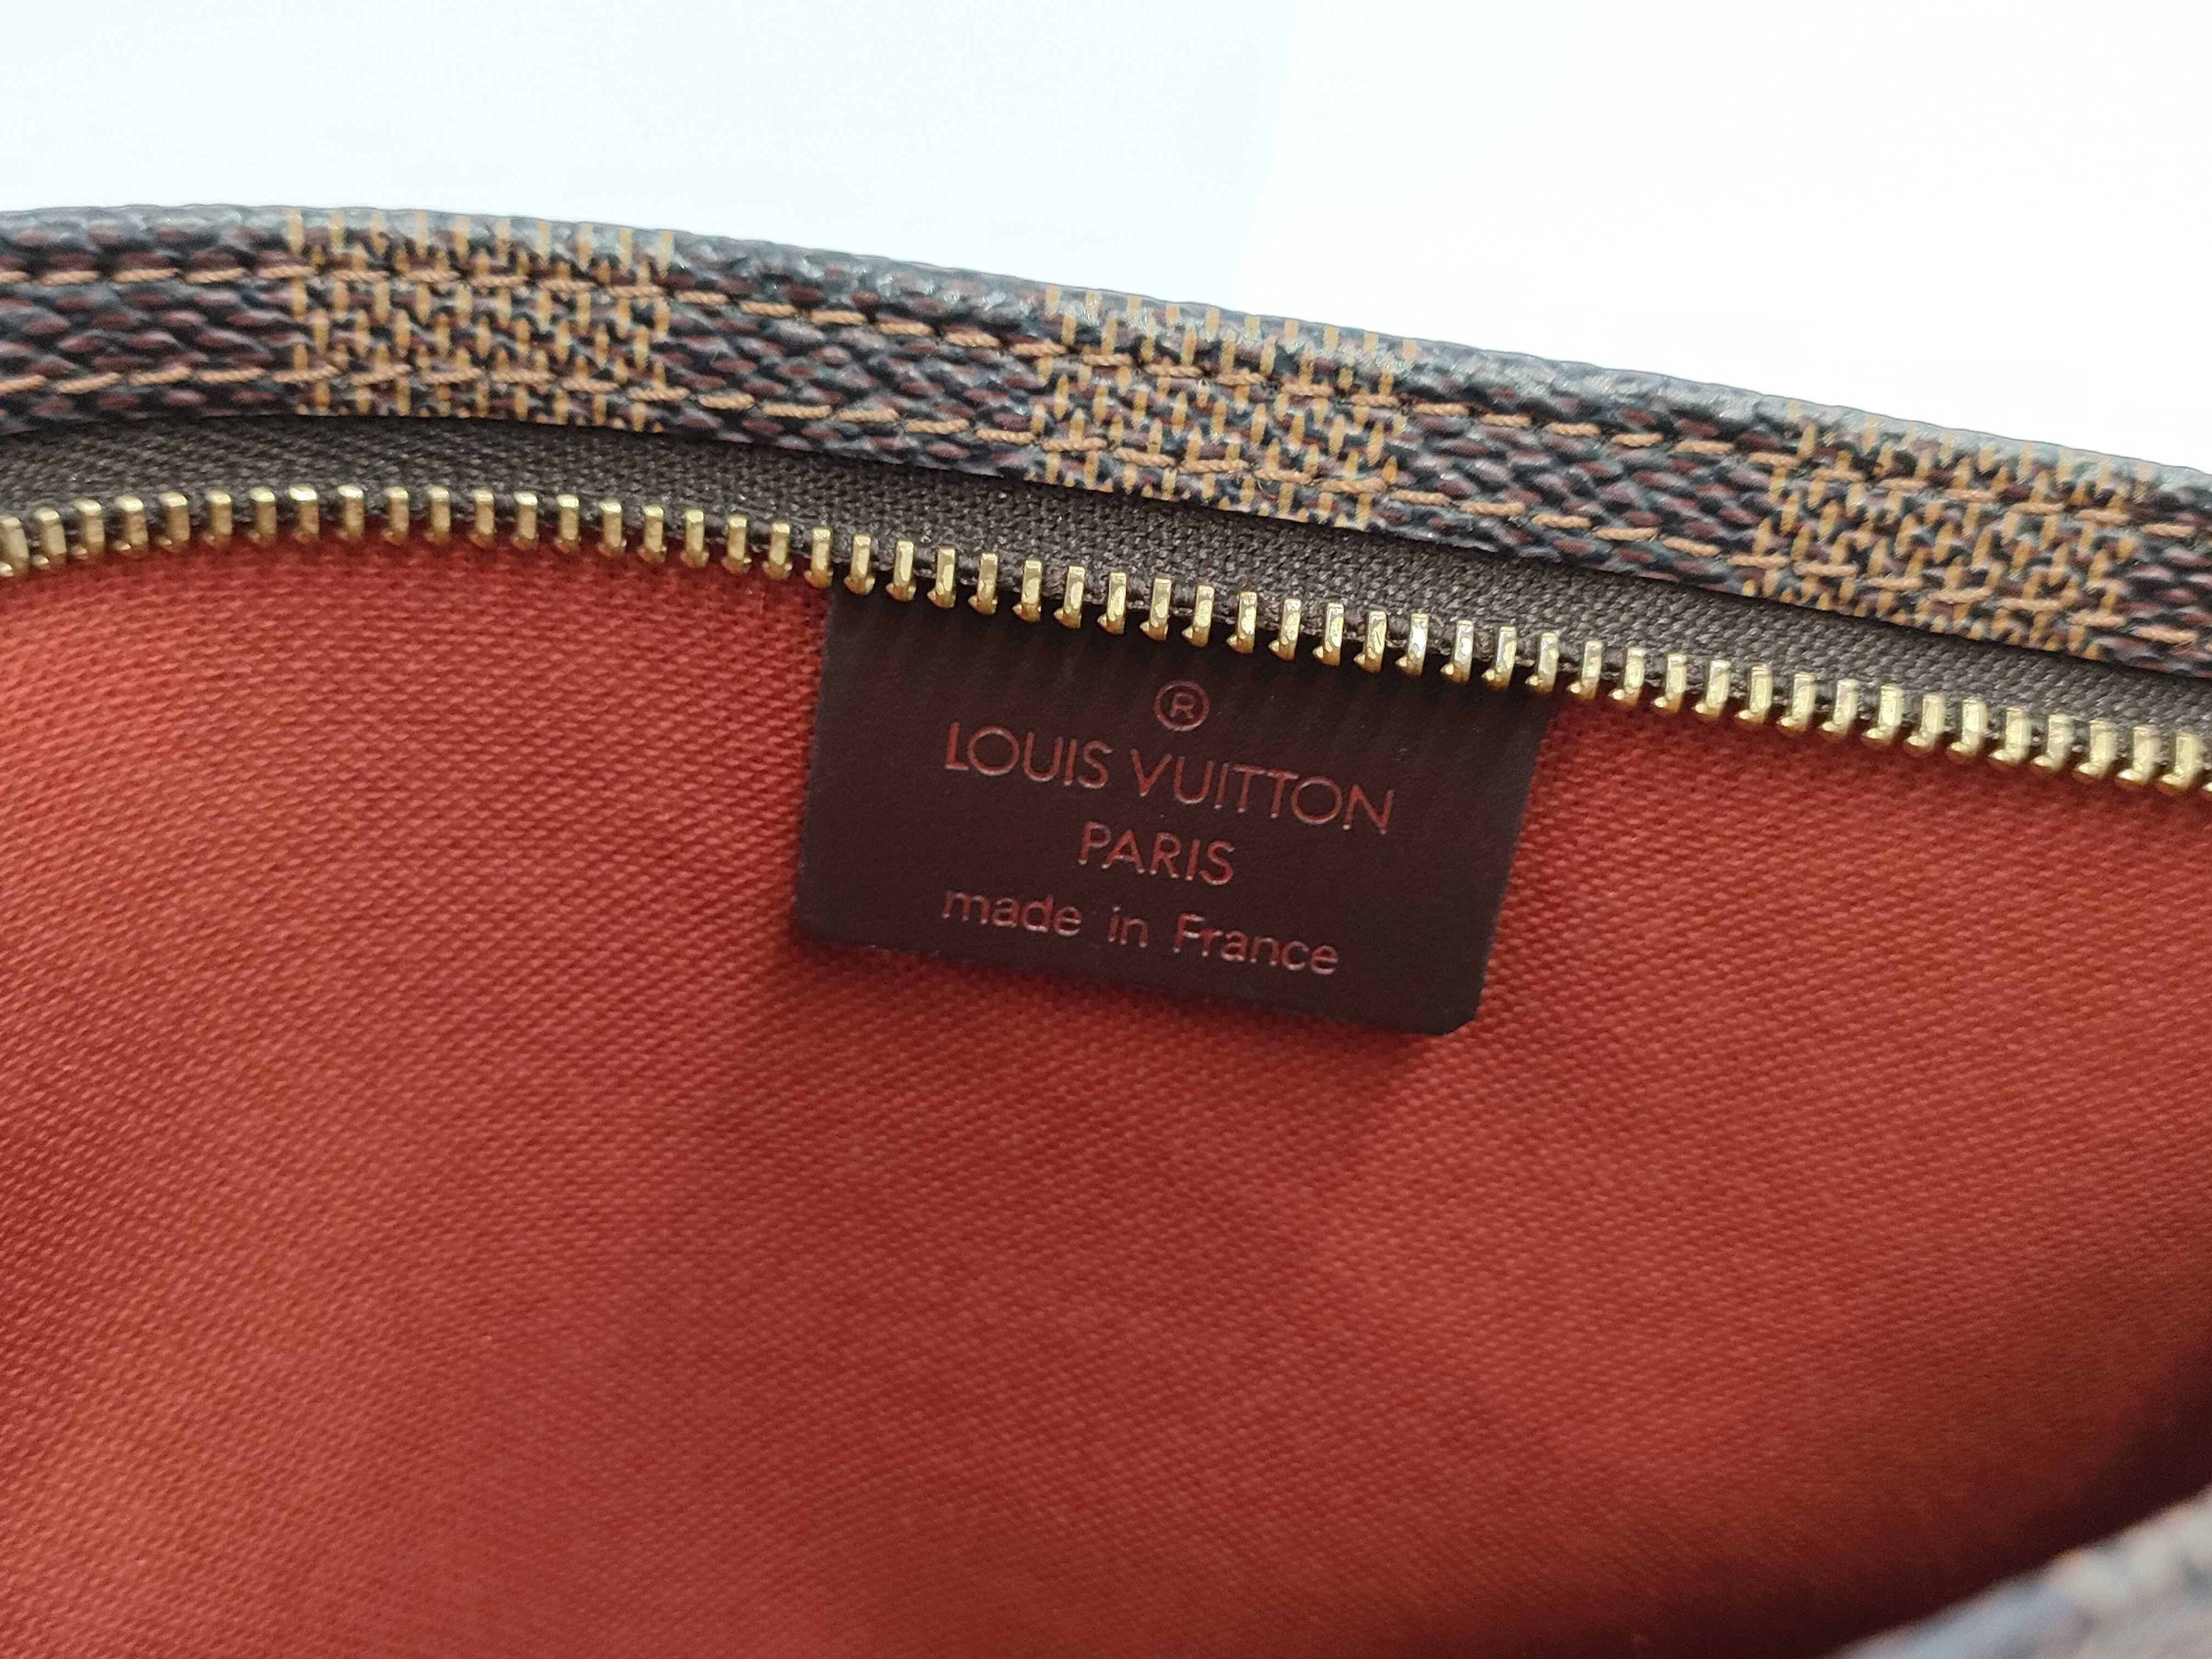 ®
LOUIS VUITTON
PARIS
made in France